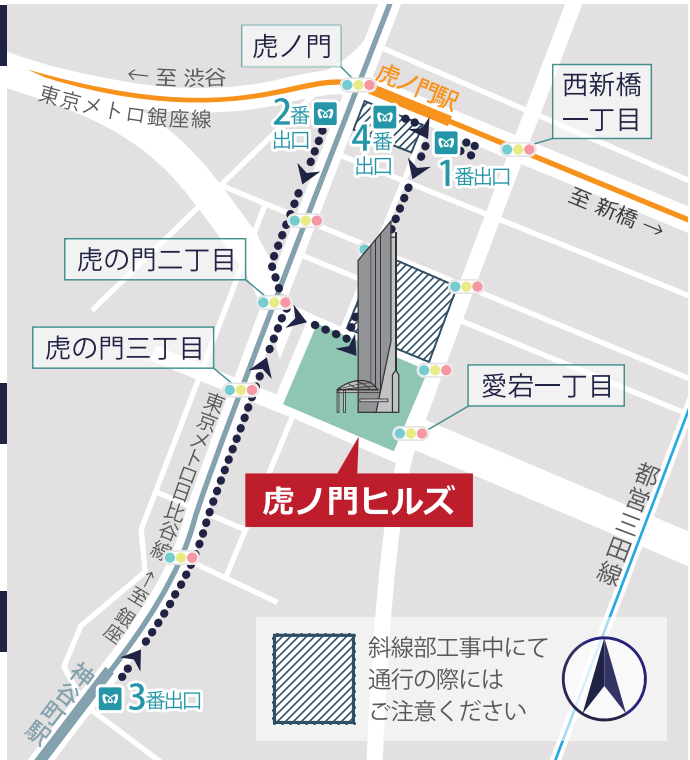 虎ノ門
← 至 渋谷
東京メトロ銀座線
虎ノ門駅
西新橋
一丁目
2番
出口
4番
出口
1番出口
至 新橋 →
虎の門二丁目
虎の門三丁目
愛宕一丁目
東京メトロ日比谷線
虎ノ門ヒルズ
都営三田線
← 至 銀座
神谷町駅
3番出口
斜線部工事中にて
通行の際には
ご注意ください